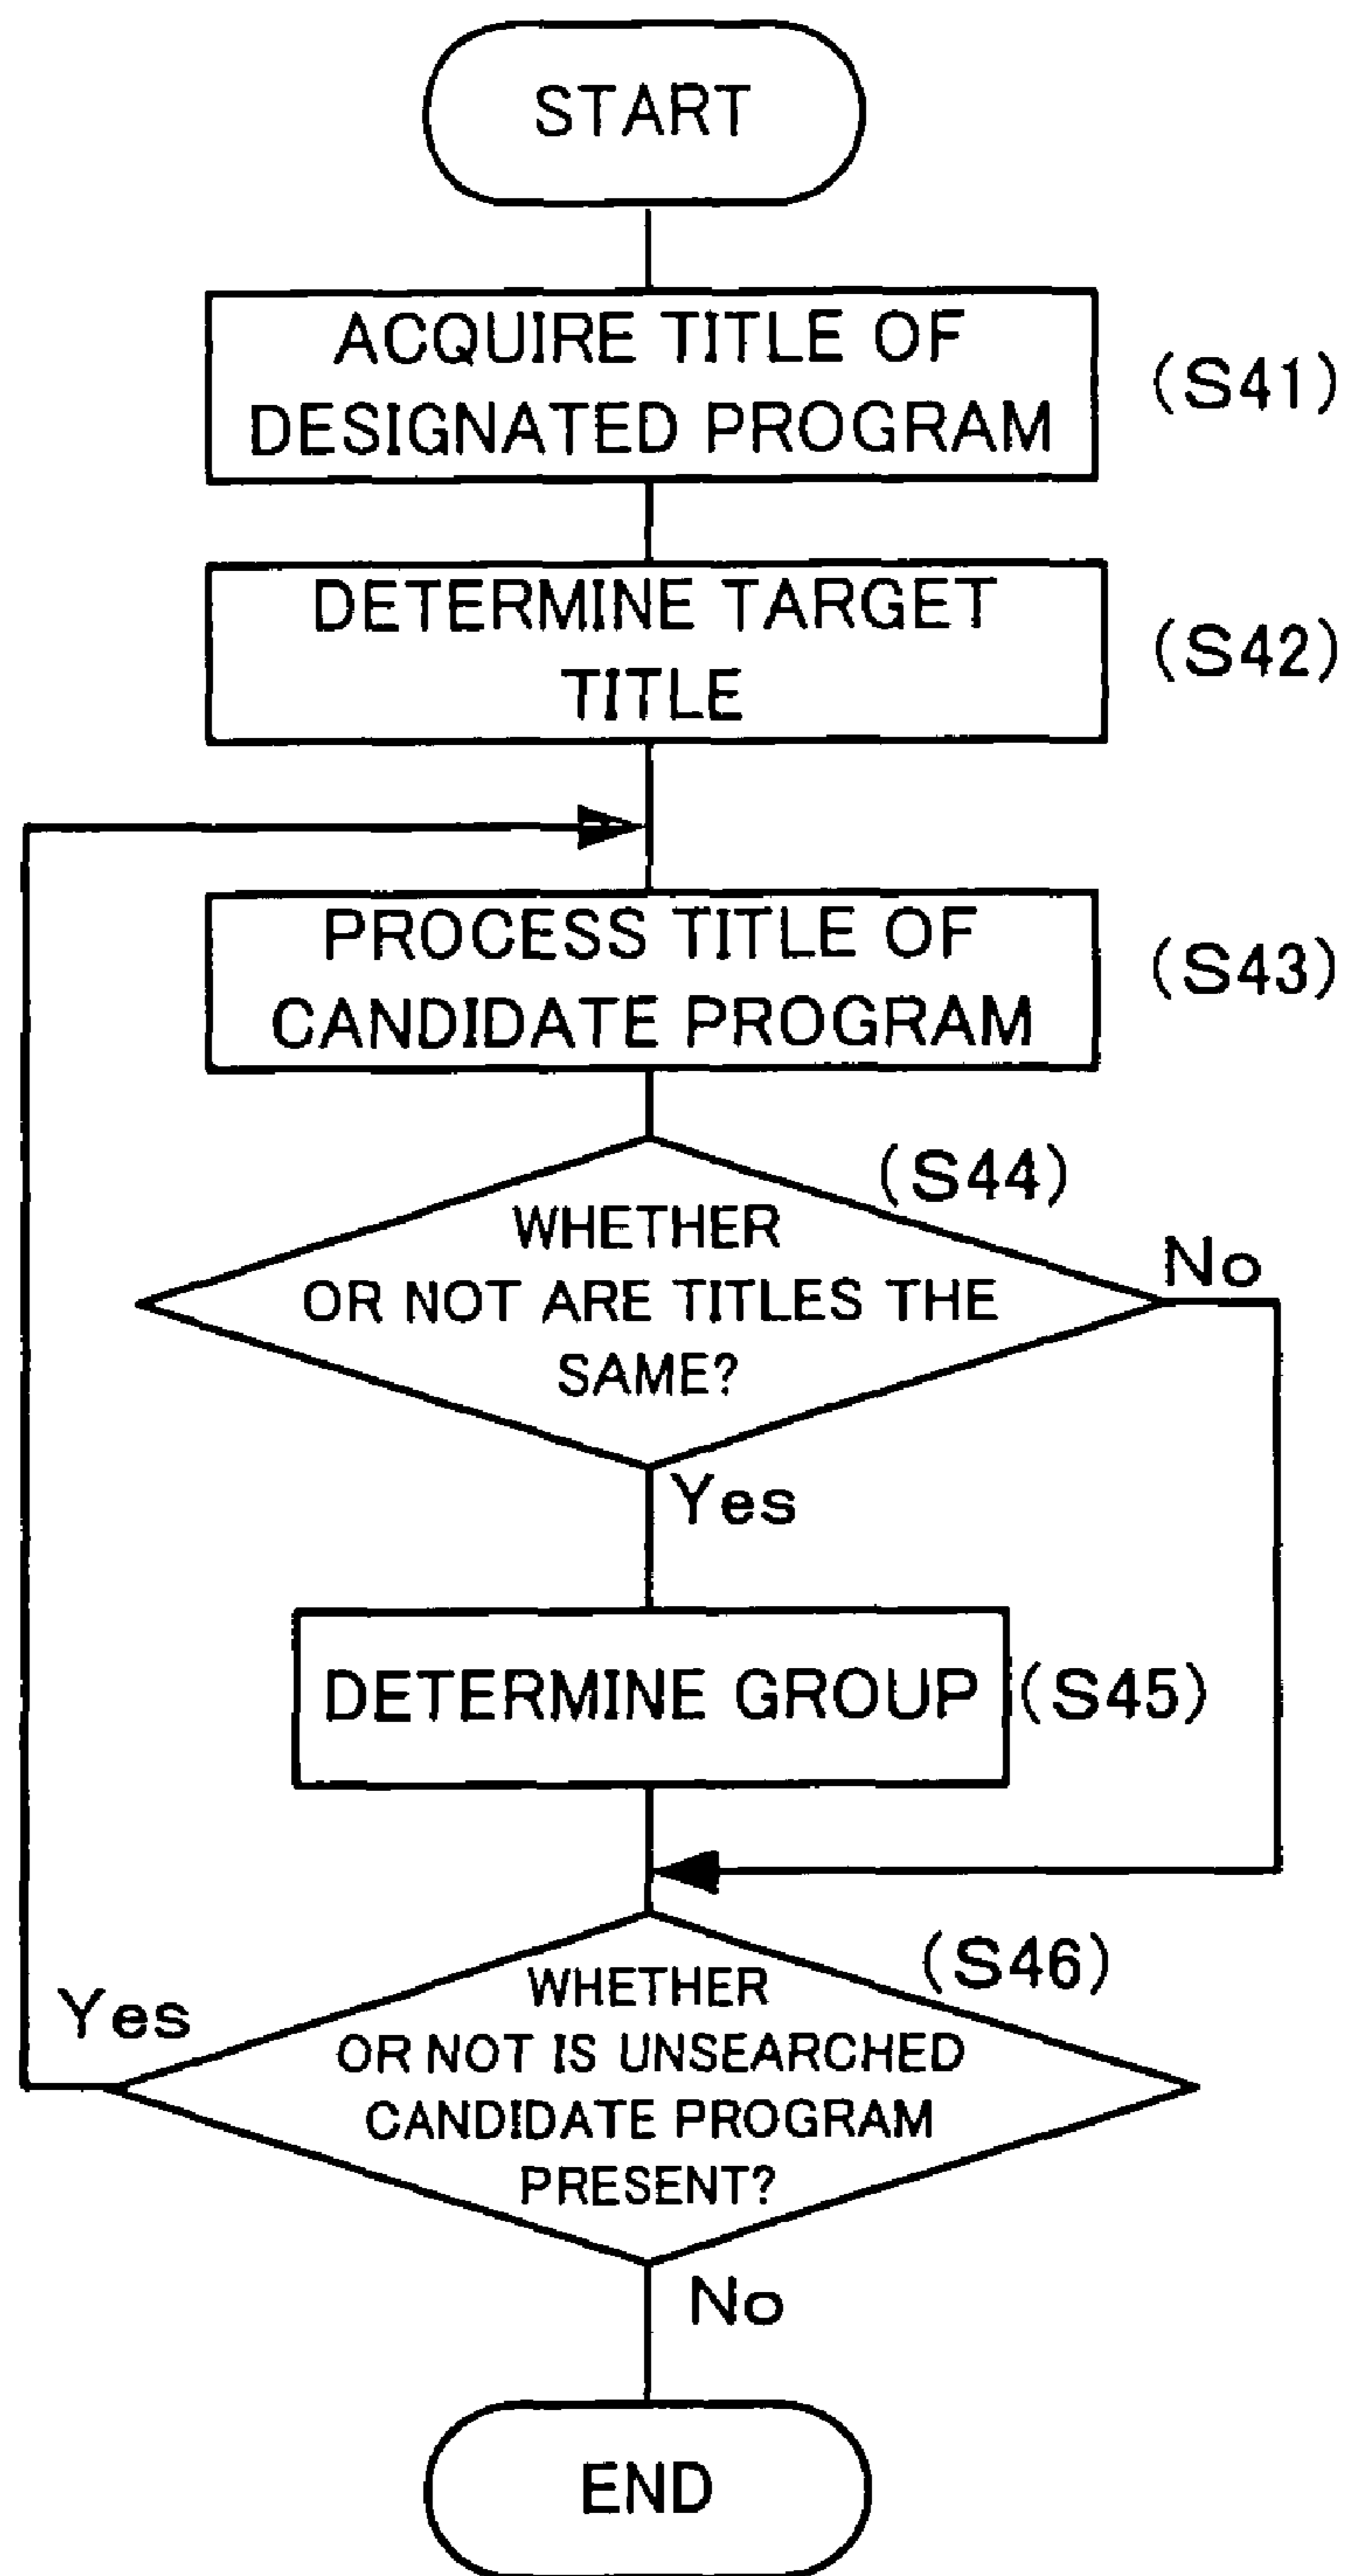 START
ACQUIRE TITLE OF
DESIGNATED PROGRAM
(S41)
DETERMINE TARGET
TITLE
(S42)
PROCESS TITLE OF
CANDIDATE PROGRAM
(S43)
(S44)
WHETHER
OR NOT ARE TITLES THE
SAME?
No
Yes
DETERMINE GROUP
(S45)
(S46)
WHETHER
OR NOT IS UNSEARCHED
CANDIDATE PROGRAM
PRESENT?
Yes
No
END